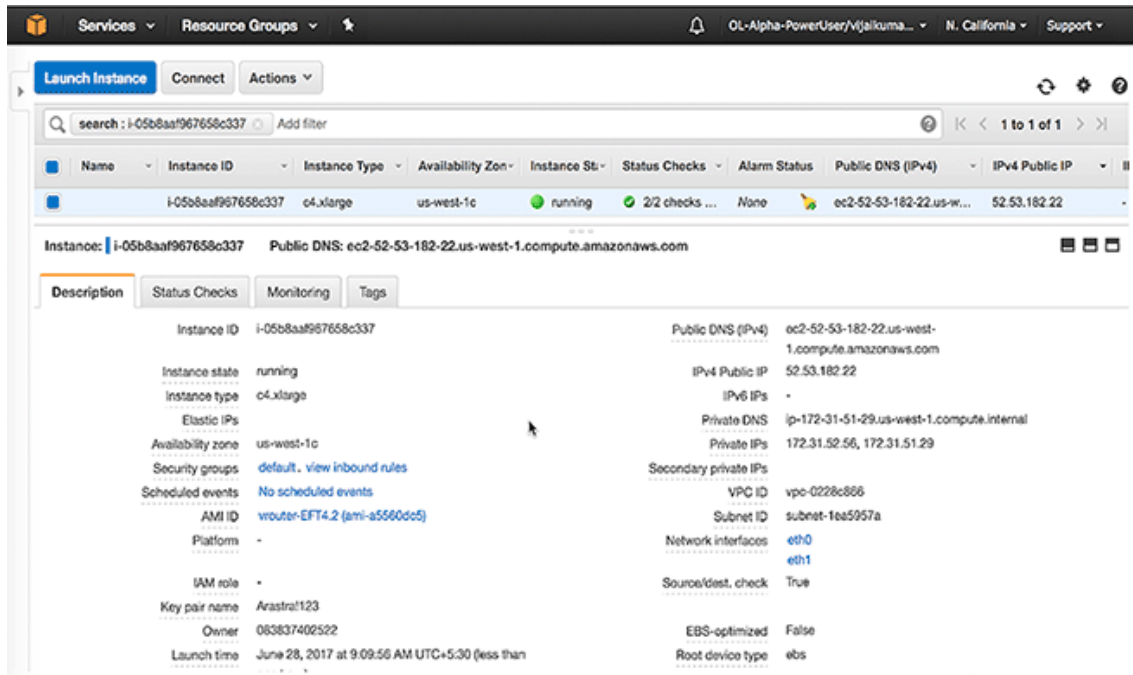 Services Resource Groups OL-Alpha-PowerUser/vijaikuma... N. California Support
Launch Instance Connect Actions
search : i-05b8aaf967658c337 Add filter 1 to 1 of 1
Name Instance ID Instance Type Availability Zon Instance Sta Status Checks Alarm Status Public DNS (IPv4) IPv4 Public IP
i-05b8aaf967658c337 c4.xlarge us-west-1c running 2/2 checks ... None ec2-52-53-182-22.us-w... 52.53.182.22 -
Instance: i-05b8aaf967658c337 Public DNS: ec2-52-53-182-22.us-west-1.compute.amazonaws.com
Description Status Checks Monitoring Tags
Instance ID i-05b8aaf967658c337 Public DNS (IPv4) ec2-52-53-182-22.us-west-
1.compute.amazonaws.com
Instance state running IPv4 Public IP 52.53.182.22
Instance type c4.xlarge IPv6 IPs -
Elastic IPs Private DNS ip-172-31-51-29.us-west-1.compute.internal
Availability zone us-west-1c Private IPs 172.31.52.56, 172.31.51.29
Security groups default. view inbound rules Secondary private IPs
Scheduled events No scheduled events VPC ID vpc-0228c866
AMI ID vrouter-EFT4.2 (ami-a5560dc5) Subnet ID subnet-1ea5957a
Platform - Network interfaces eth0
eth1
IAM role - Source/dest. check True
Key pair name Arastra!123
Owner 083837402522 EBS-optimized False
Launch time June 28, 2017 at 9:09:56 AM UTC+5:30 (less than Root device type ebs